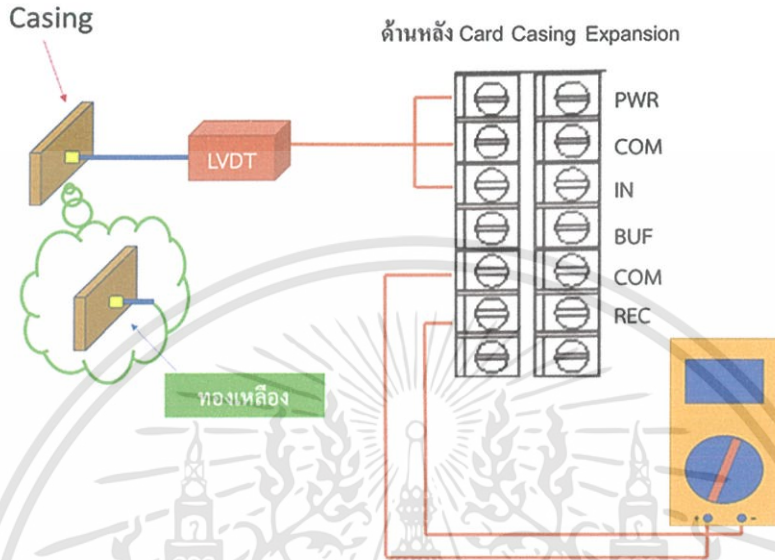 Casing
ด้านหลัง Card Casing Expansion
LVDT
PWR
COM
IN
BUF
COM
REC
ทองเหลือง
+ -